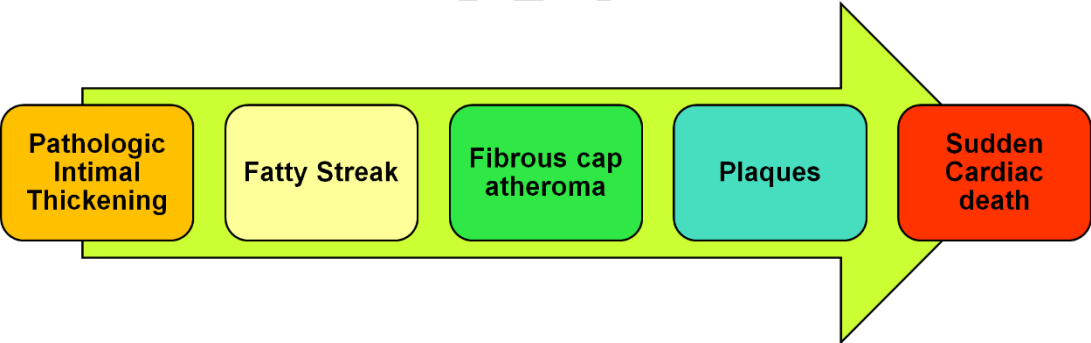 Pathologic
Intimal
Thickening
Fatty Streak
Fibrous cap
atheroma
Plaques
Sudden
Cardiac
death